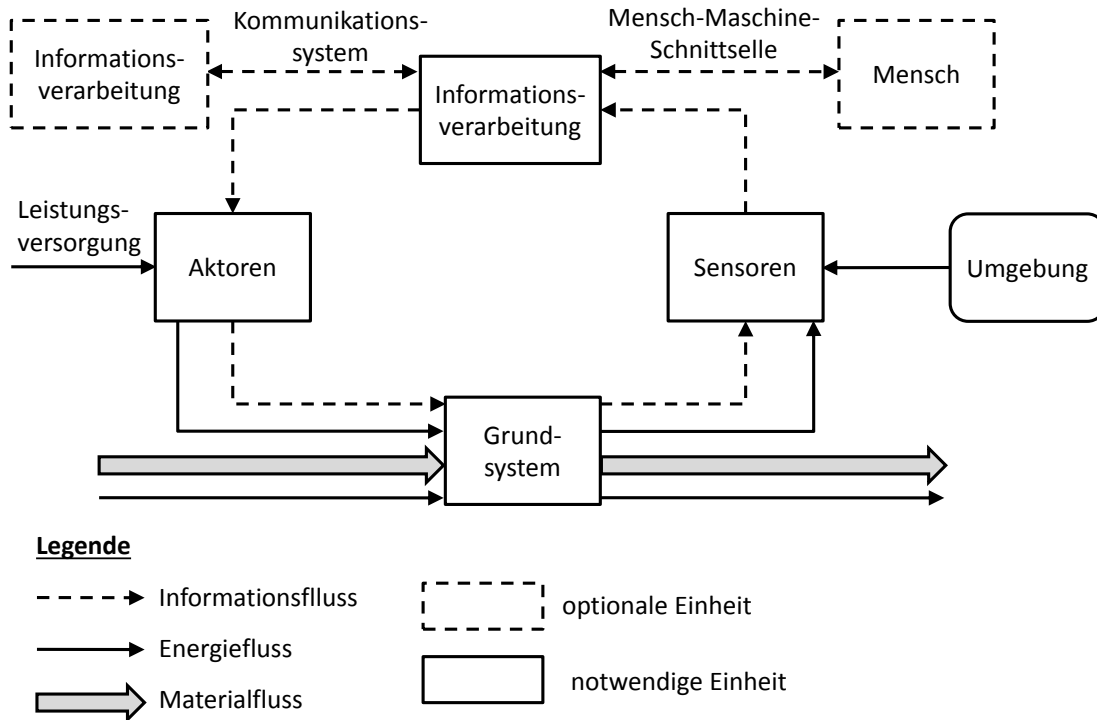 Kommunikations-
system
Mensch-Maschine-
Schnittselle
Informations-
verarbeitung
Informations-
verarbeitung
Mensch
Leistungs-
versorgung
Aktoren
Sensoren
Umgebung
Grund-
system
Legende
Informationsflluss
optionale Einheit
Energiefluss
notwendige Einheit
Materialfluss